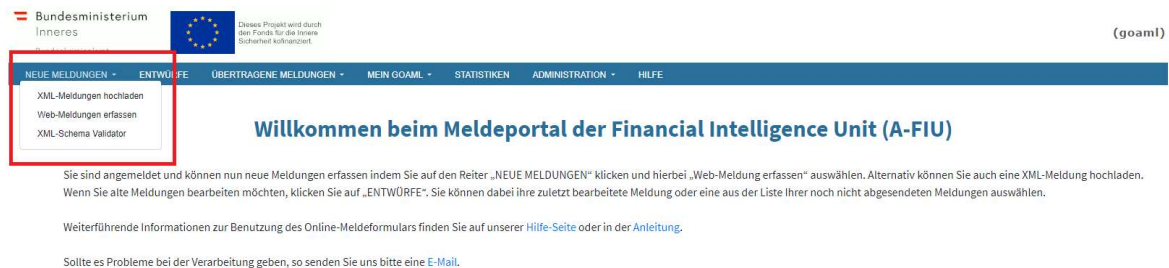 Bundesministerium
Inneres
Dieses Projekt wird durch
den Fonds für die Innere
Sicherheit kofinanziert.
(goaml)
NEUE MELDUNGEN ENTWÜRFE ÜBERTRAGENE MELDUNGEN MEIN GOAML STATISTIKEN ADMINISTRATION HILFE
XML-Meldungen hochladen
Web-Meldungen erfassen
XML-Schema Validator
Willkommen beim Meldeportal der Financial Intelligence Unit (A-FIU)
Sie sind angemeldet und können nun neue Meldungen erfassen indem Sie auf den Reiter „NEUE MELDUNGEN" klicken und hierbei „Web-Meldung erfassen" auswählen. Alternativ können Sie auch eine XML-Meldung hochladen.
Wenn Sie alte Meldungen bearbeiten möchten, klicken Sie auf „ENTWÜRFE". Sie können dabei ihre zuletzt bearbeitete Meldung oder eine aus der Liste Ihrer noch nicht abgesendeten Meldungen auswählen.
Weiterführende Informationen zur Benutzung des Online-Meldeformulars finden Sie auf unserer Hilfe-Seite oder in der Anleitung.
Sollte es Probleme bei der Verarbeitung geben, so senden Sie uns bitte eine E-Mail.